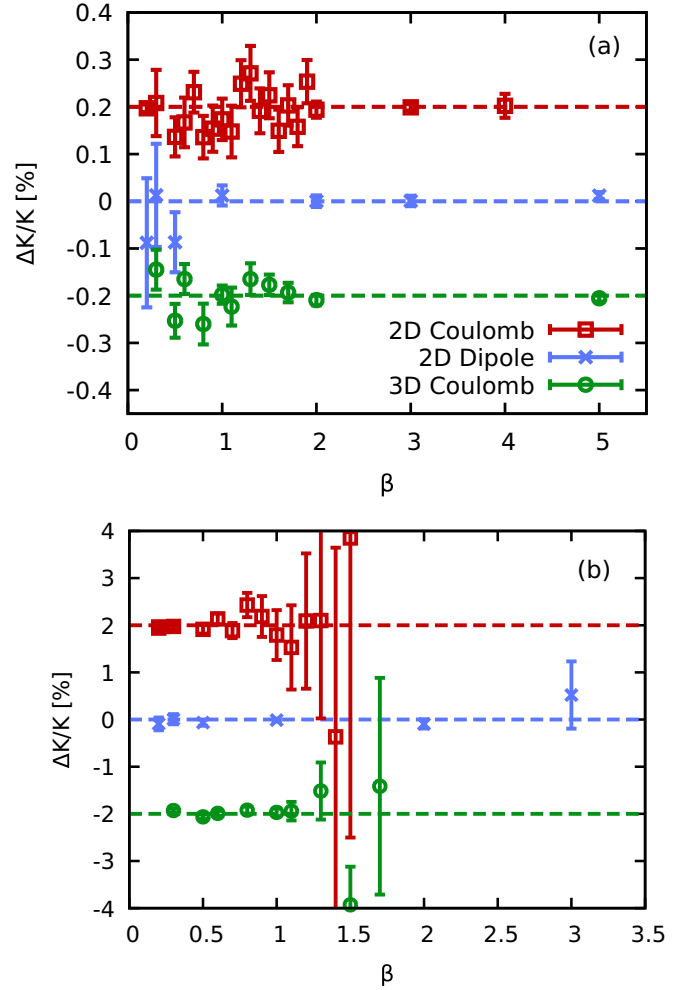 0.4
0.3
0.2
0.1
0
-0.1
-0.2
-0.3
-0.4
ΔK/K [%]
(a)
2D Coulomb
2D Dipole
3D Coulomb
0 1 2 3 4 5
β
4
3
2
1
0
-1
-2
-3
-4
ΔK/K [%]
(b)
0.5 1 1.5 2 2.5 3 3.5
β